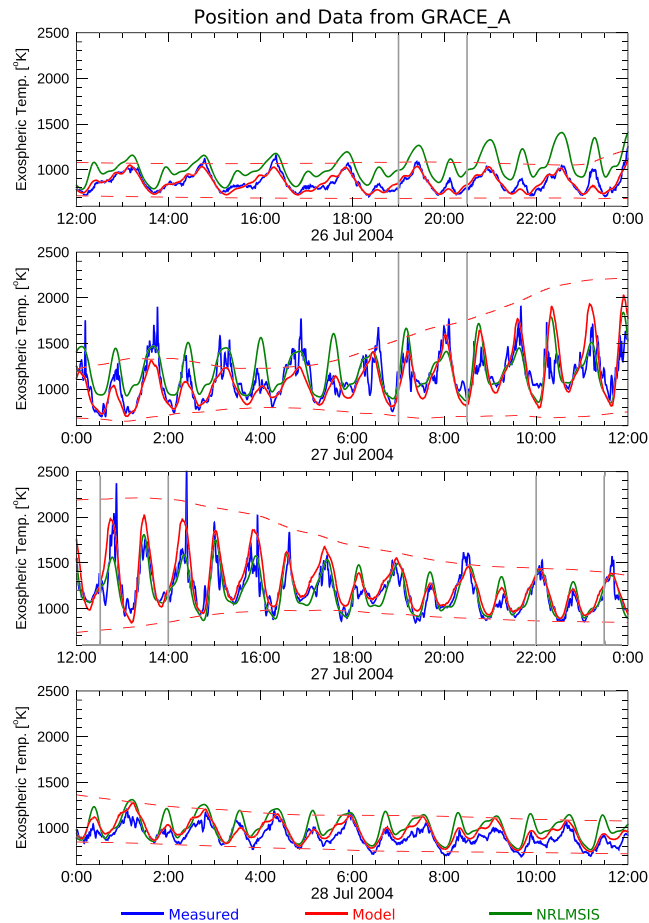 Position and Data from GRACE_A
Exospheric Temp. [°K]
2500
2000
1500
1000
12:00 14:00 16:00 18:00 20:00 22:00 0:00
26 Jul 2004
Exospheric Temp. [°K]
2500
2000
1500
1000
0:00 2:00 4:00 6:00 8:00 10:00 12:00
27 Jul 2004
Exospheric Temp. [°K]
2500
2000
1500
1000
12:00 14:00 16:00 18:00 20:00 22:00 0:00
27 Jul 2004
Exospheric Temp. [°K]
2500
2000
1500
1000
0:00 2:00 4:00 6:00 8:00 10:00 12:00
28 Jul 2004
Measured Model NRLMSIS